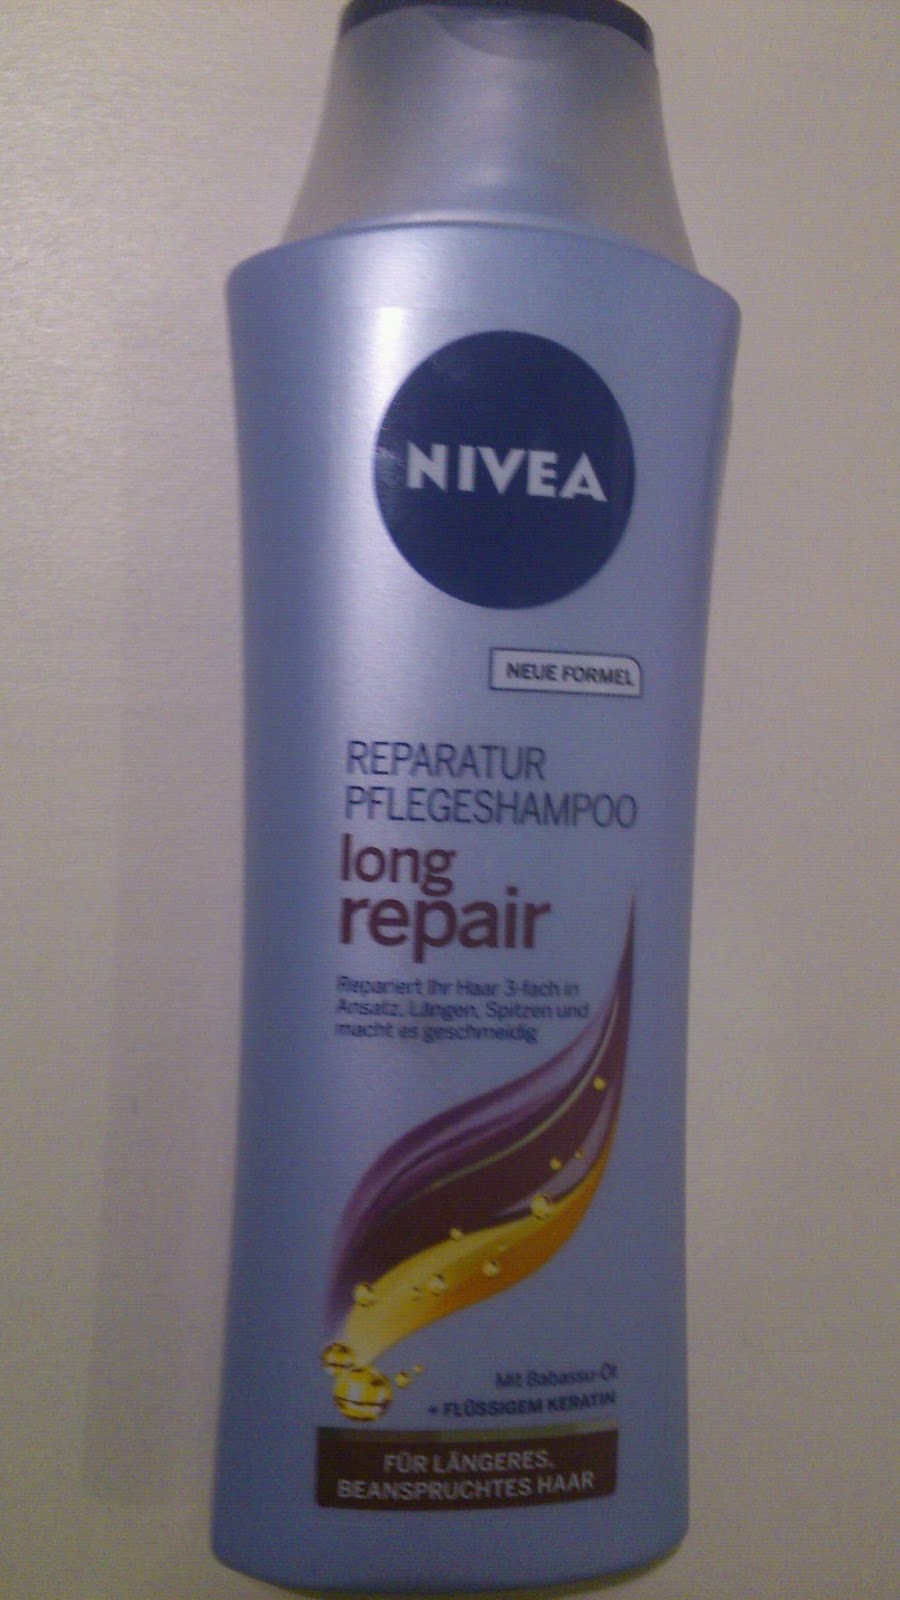 NIVEA
NEUE FORMEL
REPARATUR
PFLEGESHAMPOO
long
repair
Repariert Ihr Haar 3-fach in
Ansatz, Längen, Spitzen und
macht es geschmeidig
Mit Babassu-Öl
+ FLÜSSIGEM KERATIN
FÜR LÄNGERES,
BEANSPRUCHTES HAAR